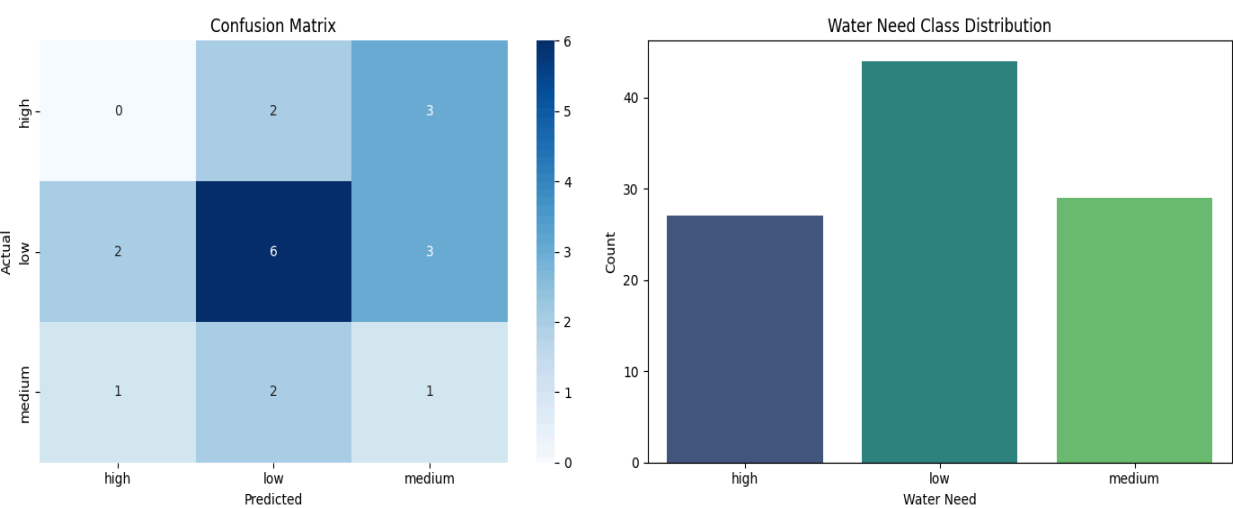 Confusion Matrix
Actual
high
low
medium
0 2 3
2 6 3
1 2 1
high low medium
Predicted
6
5
4
3
2
1
0
Water Need Class Distribution
Count
40
30
20
10
0
high low medium
Water Need